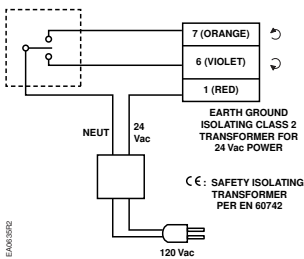 7 (ORANGE)
6 (VIOLET)
1 (RED)
EARTH GROUND
ISOLATING CLASS 2
TRANSFORMER FOR
24 Vac POWER
NEUT
24
Vac
CE: SAFETY ISOLATING
TRANSFORMER
PER EN 60742
120 Vac
EA0635R2